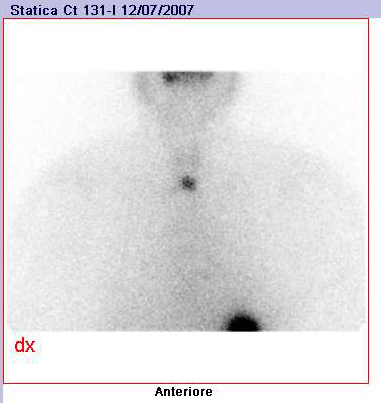 Statica Ct 131-I 12/07/2007
dx
Anteriore